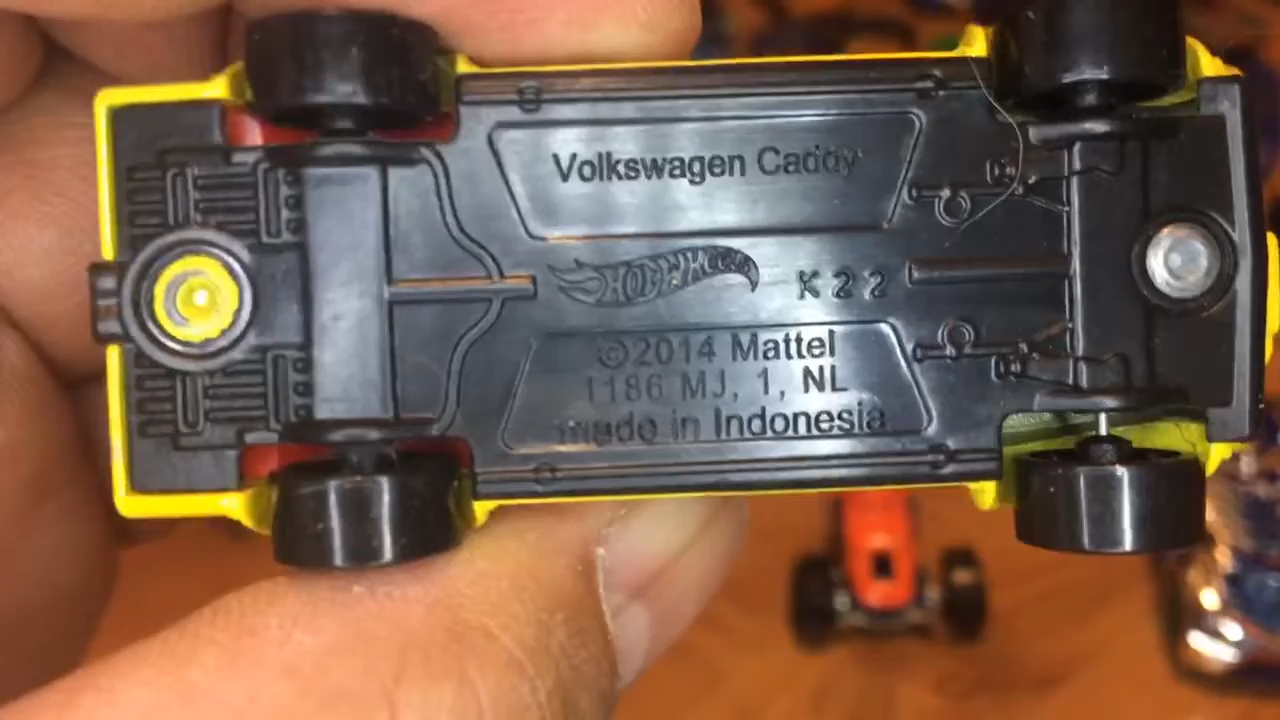 Volkswagen Caddy
HOT WHEELS
K22
©2014 Mattel
1186 MJ, 1, NL
made in Indonesia